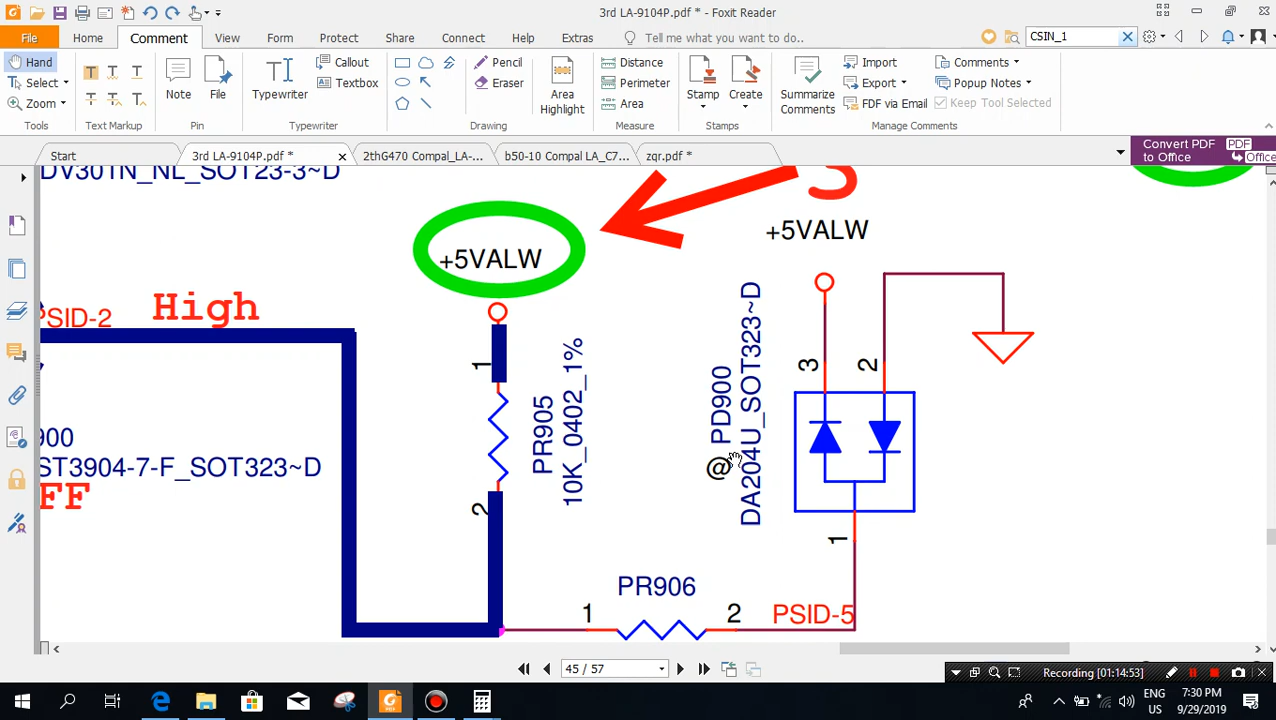 3rd LA-9104P.pdf * - Foxit Reader
CSIN_1
File
Home
Comment
View
Form
Protect
Share
Connect
Help
Extras
Tell me what you want to do..
Hand
Select
Zoom
Tools
Text Markup
Note
File
Pin
Typewriter
Callout
Textbox
Typewriter
Pencil
Eraser
Drawing
Area
Highlight
Distance
Perimeter
Area
Measure
Stamp
Create
Stamps
Summarize
Comments
Import
Export
FDF via Email
Comments
Popup Notes
Keep Tool Selected
Manage Comments
Start
3rd LA-9104P.pdf *
2thG470 Compal_LA-...
b50-10 Compal LA_C7...
zqr.pdf *
Convert PDF
to Office
PDF
Office
DV301N_NL_SOT23-3~D
3
+5VALW
+5VALW
PSID-2
High
1
PR905
10K_0402_1%
2
900
ST3904-7-F_SOT323~D
FF
3
2
@ PD900
DA204U_SOT323~D
1
PR906
1
2
PSID-5
45 / 57
Recording [01:14:53]
ENG
US
7:30 PM
9/29/2019